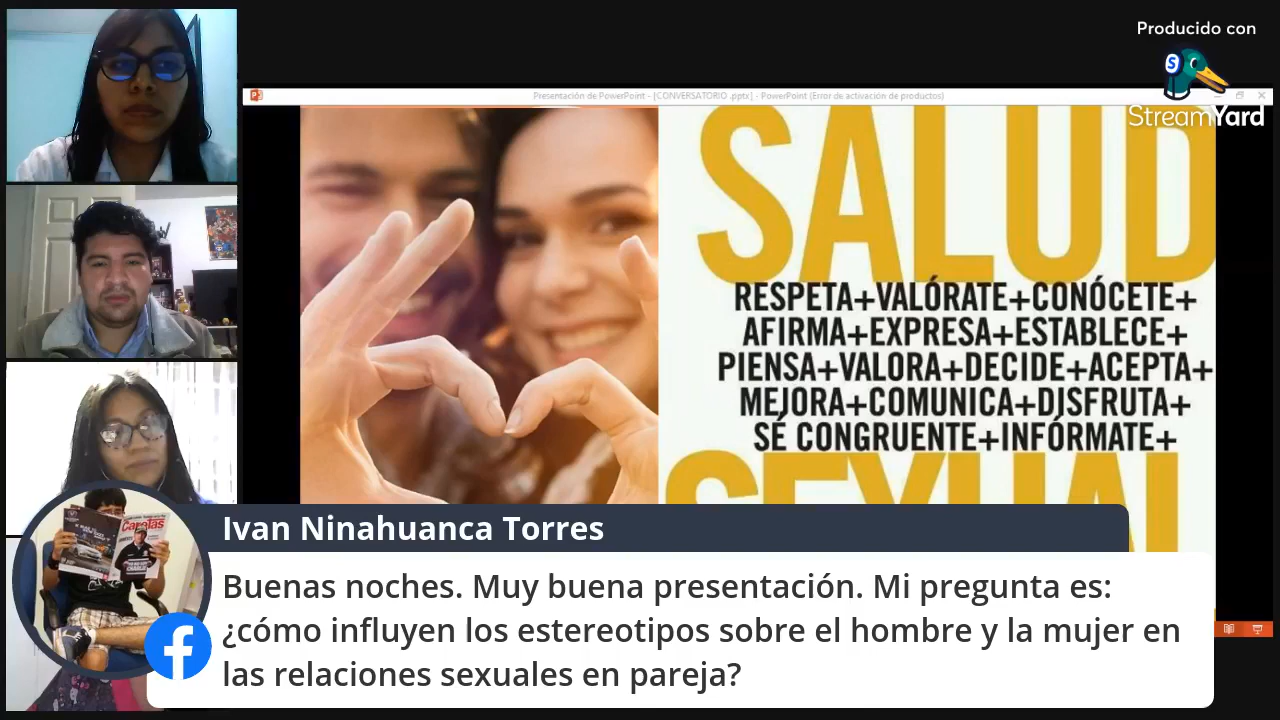 Producido con
StreamYard
Presentación de PowerPoint - [CONVERSATORIO .pptx] - PowerPoint (Error de activación de productos)
SALUD
RESPETA+VALÓRATE+CONÓCETE+
AFIRMA+EXPRESA+ESTABLECE+
PIENSA+VALORA+DECIDE+ACEPTA+
MEJORA+COMUNICA+DISFRUTA+
SÉ CONGRUENTE+INFÓRMATE+
SEXUAL
Caretas
Ivan Ninahuanca Torres
Buenas noches. Muy buena presentación. Mi pregunta es:
¿cómo influyen los estereotipos sobre el hombre y la mujer en
las relaciones sexuales en pareja?